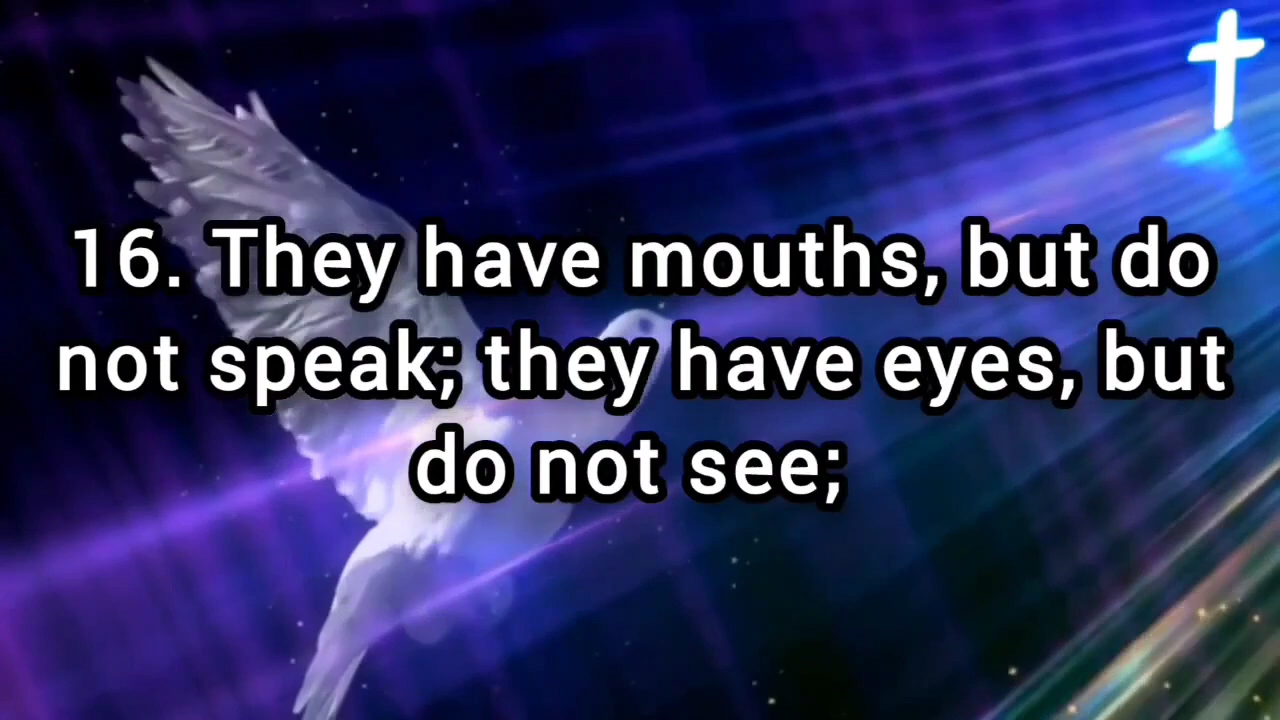 16. They have mouths, but do
not speak; they have eyes, but
do not see;